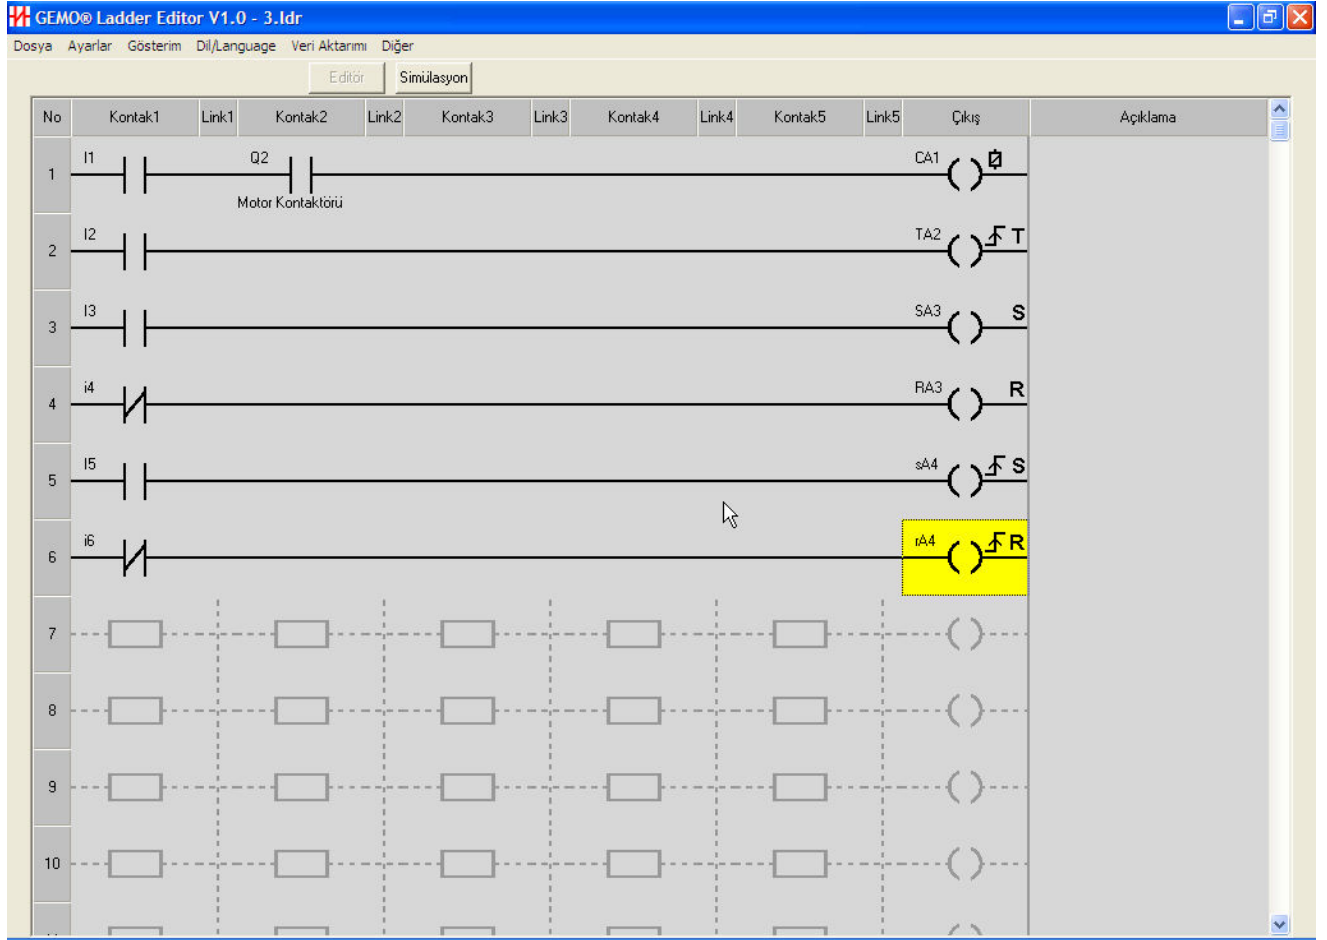 GEMO® Ladder Editor V1.0 - 3.ldr
Dosya Ayarlar Gösterim Dil/Language Veri Aktarımı Diğer
Editör Simülasyon
No Kontak1 Link1 Kontak2 Link2 Kontak3 Link3 Kontak4 Link4 Kontak5 Link5 Çıkış Açıklama
1 I1 Q2 CA1
Motor Kontaktörü
2 I2 TA2 T
3 I3 SA3 S
4 i4 RA3 R
5 I5 sA4 S
6 i6 rA4 R
7
8
9
10